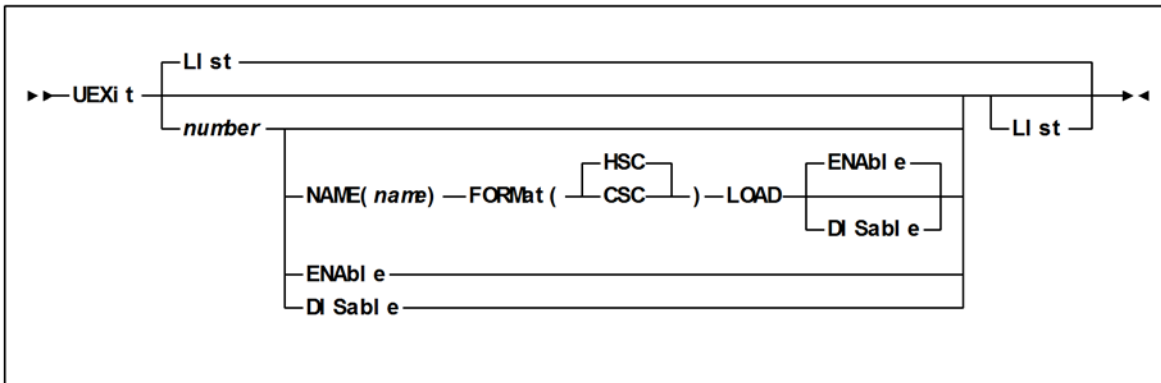 LIst
UEXit
number
LIst
HSC
ENAble
NAME(name) FORMat( CSC ) LOAD
DISable
ENAble
DISable